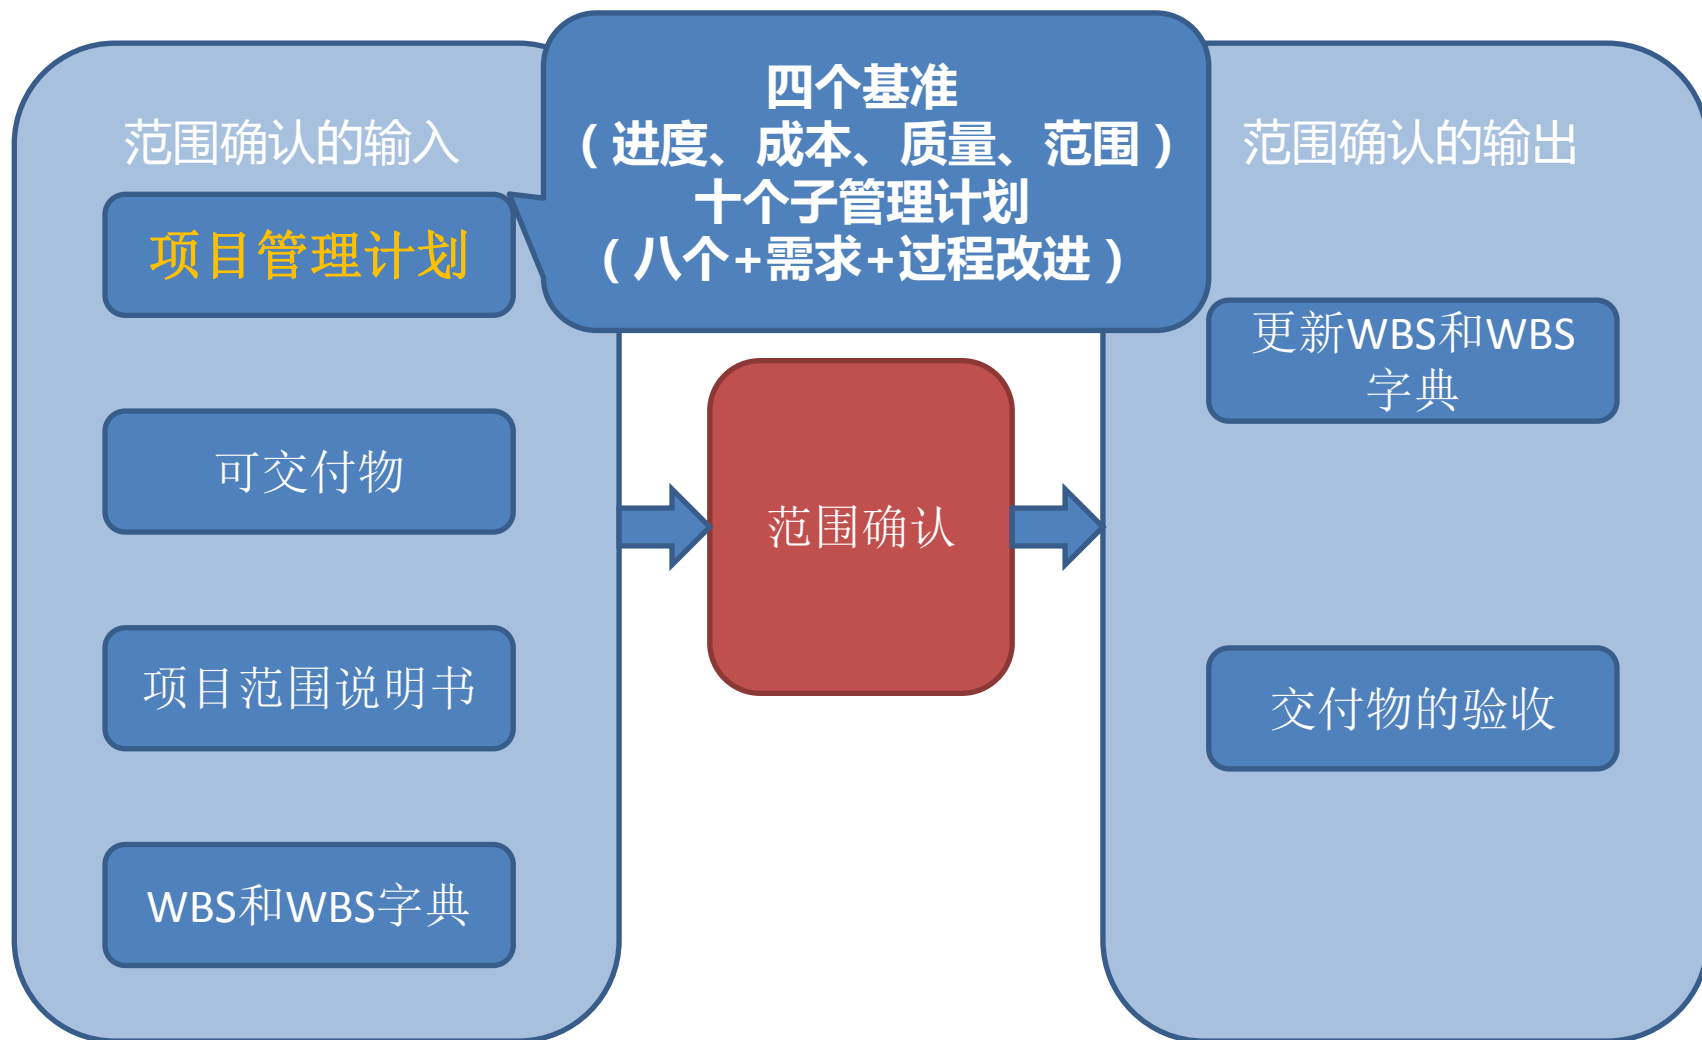 四个基准
（进度、成本、质量、范围）
十个子管理计划
（八个+需求+过程改进）
范围确认的输入
项目管理计划
可交付物
项目范围说明书
WBS和WBS字典
范围确认
范围确认的输出
更新WBS和WBS
字典
交付物的验收